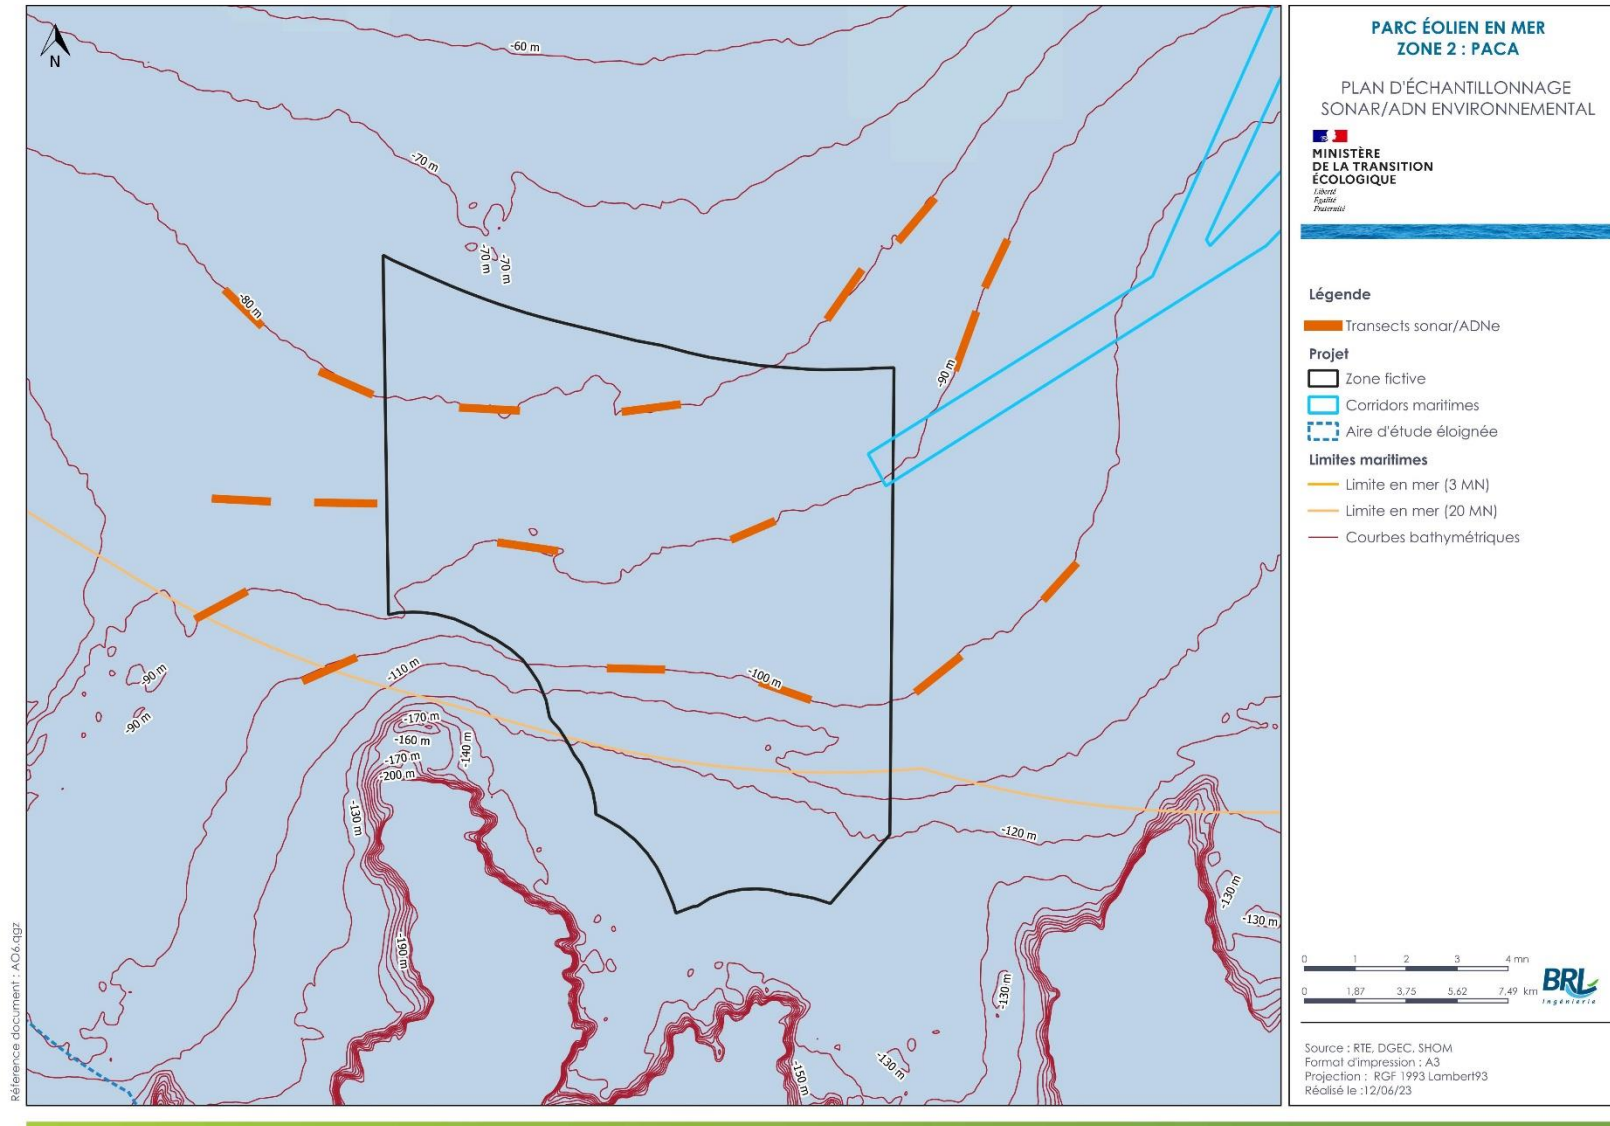 N
-60 m
-70 m
-70 m
-70 m
-80 m
-90 m
-90 m
-90 m
-100 m
-110 m
-170 m
-160 m
-170 m
-200 m
-140 m
-130 m
-190 m
-120 m
-130 m
-130 m
-130 m
-130 m
-150 m
Réference document : AO6.qgz
PARC ÉOLIEN EN MER
ZONE 2 : PACA
PLAN D'ÉCHANTILLONNAGE
SONAR/ADN ENVIRONNEMENTAL
MINISTÈRE
DE LA TRANSITION
ÉCOLOGIQUE
Liberté
Égalité
Fraternité
Légende
Transects sonar/ADNe
Projet
Zone fictive
Corridors maritimes
Aire d'étude éloignée
Limites maritimes
Limite en mer (3 MN)
Limite en mer (20 MN)
Courbes bathymétriques
0 1 2 3 4 mn
0 1,87 3,75 5,62 7,49 km
BRL
Ingénierie
Source : RTE, DGEC, SHOM
Format d'impression : A3
Projection : RGF 1993 Lambert93
Réalisé le :12/06/23